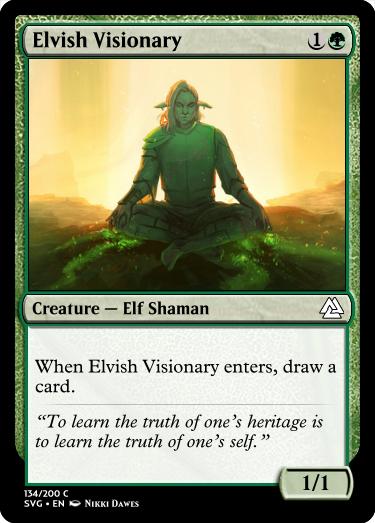 Elvish Visionary 1
Creature — Elf Shaman
When Elvish Visionary enters, draw a
card.
“To learn the truth of one’s heritage is
to learn the truth of one’s self.”
1/1
134/200 C
SVG • EN Nikki Dawes